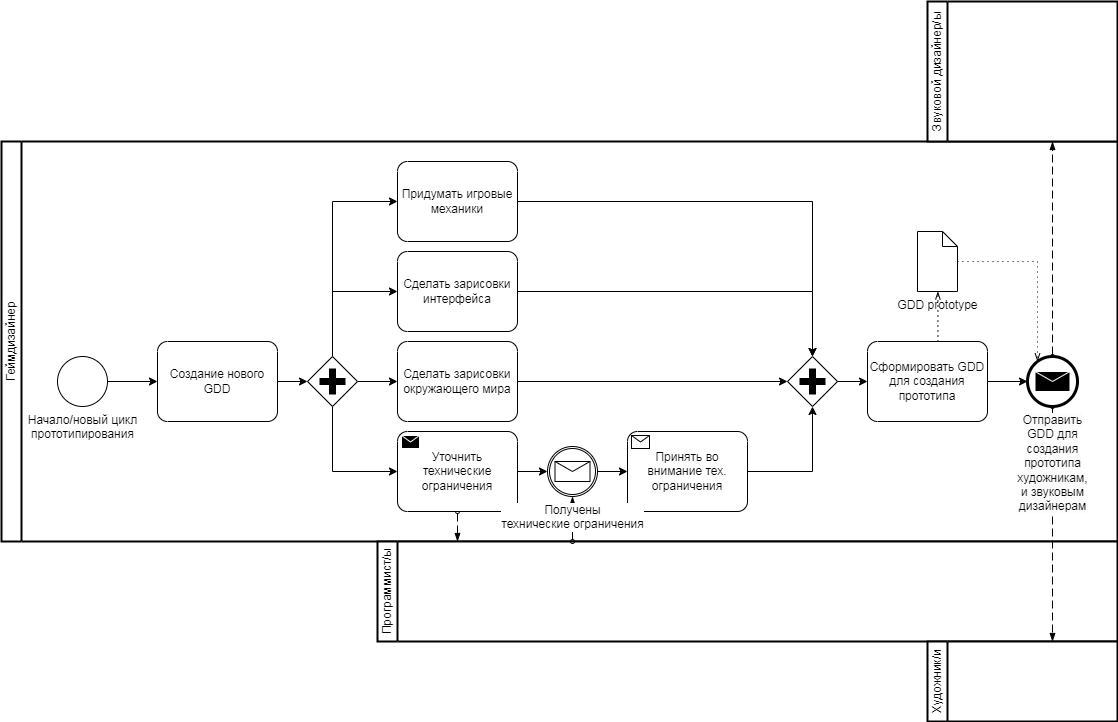 Звуковой дизайнер/ы
Геймдизайнер
Начало/новый цикл
прототипирования
Создание нового
GDD
Придумать игровые
механики
Сделать зарисовки
интерфейса
Сделать зарисовки
окружающего мира
Уточнить
технические
ограничения
Получены
технические ограничения
Принять во
внимание тех.
ограничения
GDD prototype
Сформировать GDD
для создания
прототипа
Отправить
GDD для
создания
прототипа
художникам,
и звуковым
дизайнерам
Программист/ы
Художник/и